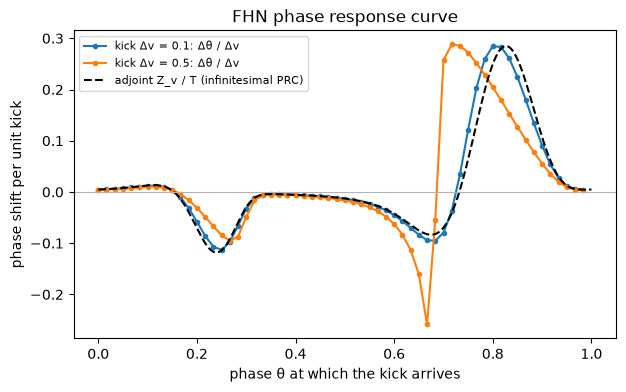 FHN phase response curve
kick Δv = 0.1: Δθ / Δv
kick Δv = 0.5: Δθ / Δv
adjoint Z_v / T (infinitesimal PRC)
phase shift per unit kick
0.3
0.2
0.1
0.0
−0.1
−0.2
0.0 0.2 0.4 0.6 0.8 1.0
phase θ at which the kick arrives